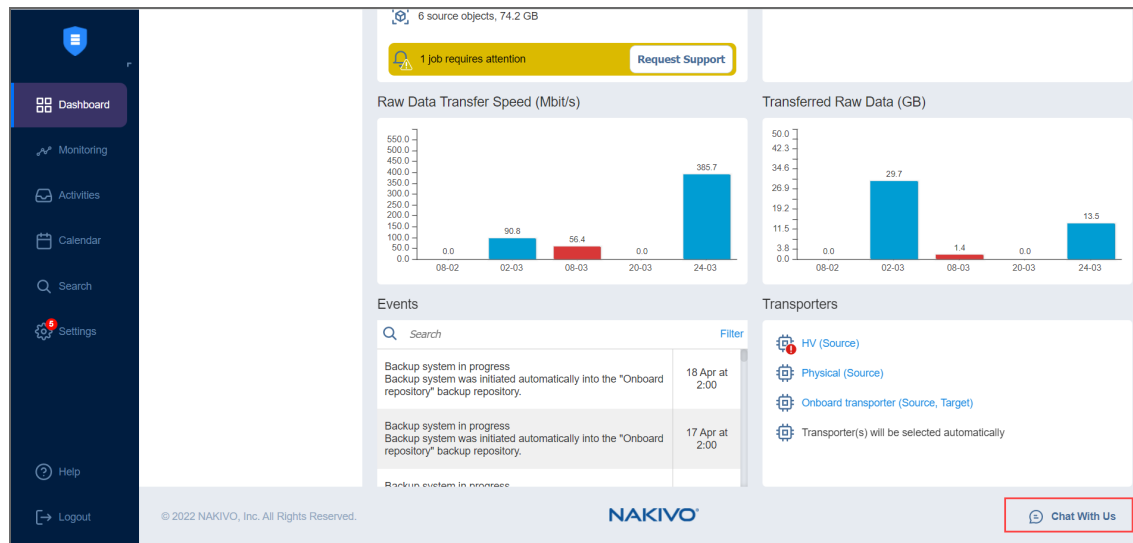 Dashboard
Monitoring
Activities
Calendar
Search
5
Settings
Help
Logout
6 source objects, 74.2 GB
1 job requires attention
Request Support
Raw Data Transfer Speed (Mbit/s)
550.0
500.0
450.0
400.0
350.0
300.0
250.0
200.0
150.0
100.0
50.0
0.0
0.0
90.8
56.4
0.0
385.7
08-02
02-03
08-03
20-03
24-03
Transferred Raw Data (GB)
50.0
42.3
34.6
26.9
19.2
11.5
3.8
0.0
0.0
29.7
1.4
0.0
13.5
08-02
02-03
08-03
20-03
24-03
Events
Search
Filter
Backup system in progress
Backup system was initiated automatically into the "Onboard
repository" backup repository.
18 Apr at
2:00
Backup system in progress
Backup system was initiated automatically into the "Onboard
repository" backup repository.
17 Apr at
2:00
Backup system in progress
Transporters
HV (Source)
Physical (Source)
Onboard transporter (Source, Target)
Transporter(s) will be selected automatically
© 2022 NAKIVO, Inc. All Rights Reserved.
NAKIVO
Chat With Us